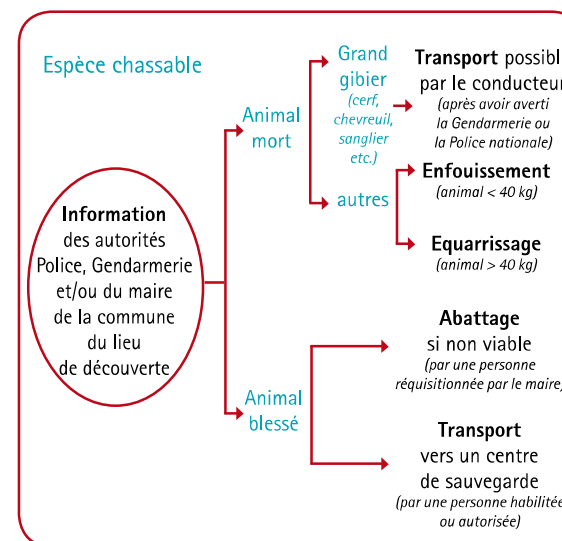 Espèce chassable
Information
des autorités
Police, Gendarmerie
et/ou du maire
de la commune
du lieu
de découverte
Animal
mort
Grand
gibier
(cerf,
chevreuil,
sanglier
etc.)
Transport possibl
par le conducteur
(après avoir averti
la Gendarmerie ou
la Police nationale)
autres
Enfouissement
(animal < 40 kg)
Equarrissage
(animal > 40 kg)
Animal
blessé
Abattage
si non viable
(par une personne
réquisitionnée par le maire)
Transport
vers un centre
de sauvegarde
(par une personne habilitée
ou autorisée)